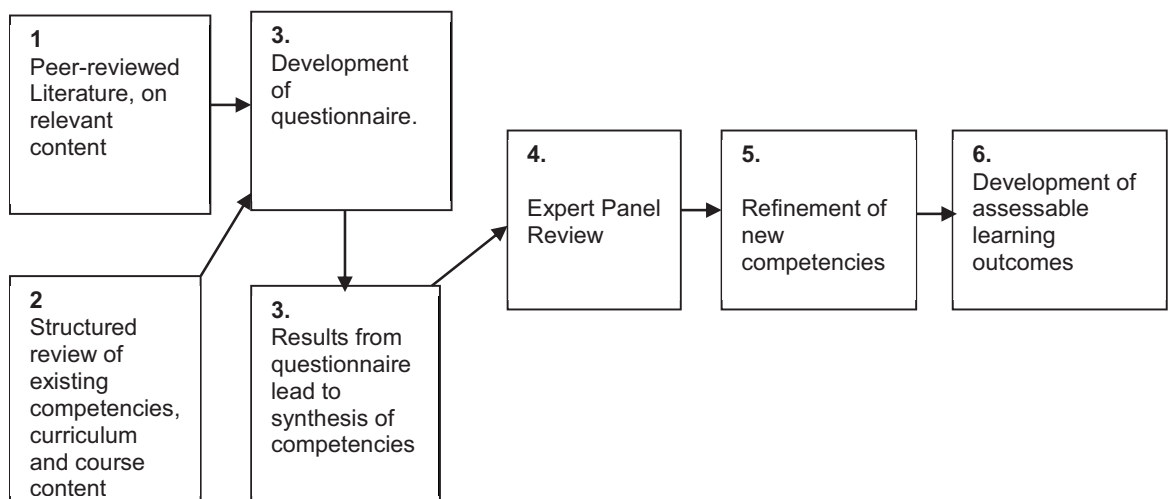 1
Peer-reviewed
Literature, on
relevant
content
3.
Development
of
questionnaire.
2
Structured
review of
existing
competencies,
curriculum
and course
content
3.
Results from
questionnaire
lead to
synthesis of
competencies
4.
Expert Panel
Review
5.
Refinement of
new
competencies
6.
Development of
assessable
learning
outcomes